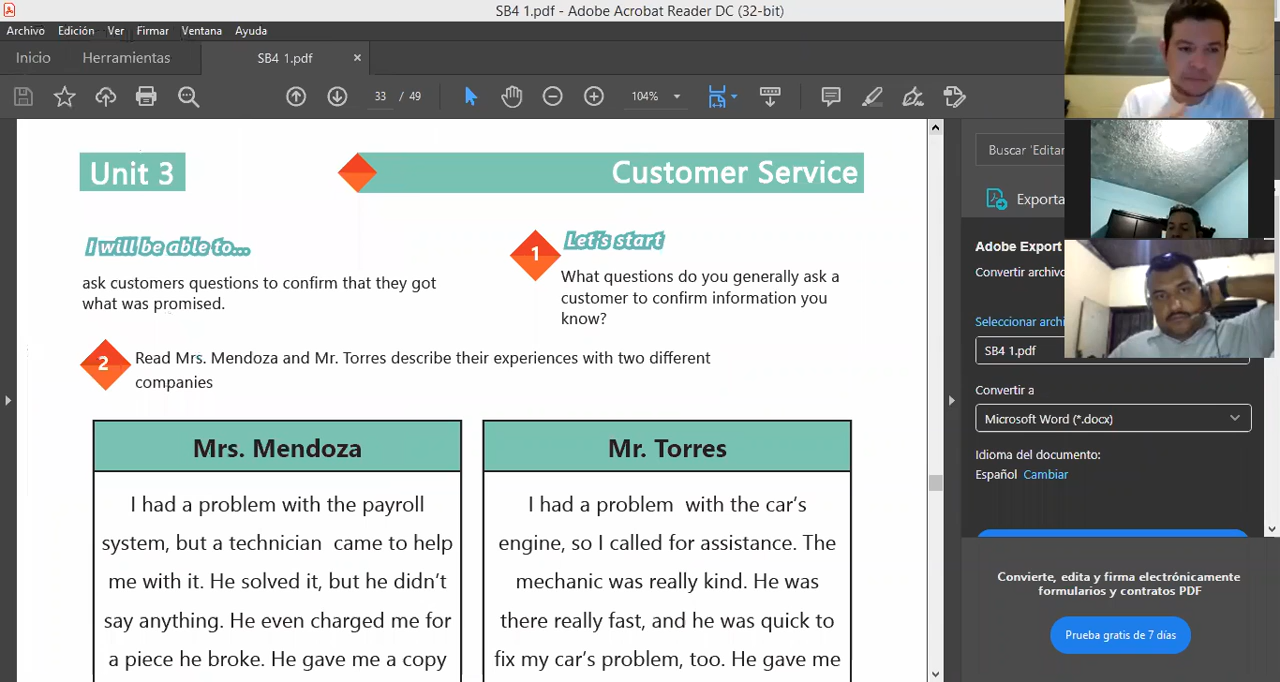 SB4 1.pdf - Adobe Acrobat Reader DC (32-bit)
Archivo Edición Ver Firmar Ventana Ayuda
Inicio Herramientas SB4 1.pdf ×
33 / 49 104%
Unit 3 Customer Service
I will be able to...
ask customers questions to confirm that they got
what was promised.
1 Let's start
What questions do you generally ask a
customer to confirm information you
know?
2 Read Mrs. Mendoza and Mr. Torres describe their experiences with two different
companies
Mrs. Mendoza
I had a problem with the payroll
system, but a technician came to help
me with it. He solved it, but he didn't
say anything. He even charged me for
a piece he broke. He gave me a copy
Mr. Torres
I had a problem with the car's
engine, so I called for assistance. The
mechanic was really kind. He was
there really fast, and he was quick to
fix my car's problem, too. He gave me
Buscar 'Editar
Exporta
Adobe Export
Convertir archivo
Seleccionar archi
SB4 1.pdf
Convertir a
Microsoft Word (*.docx)
Idioma del documento:
Español Cambiar
Convierte, edita y firma electrónicamente
formularios y contratos PDF
Prueba gratis de 7 días